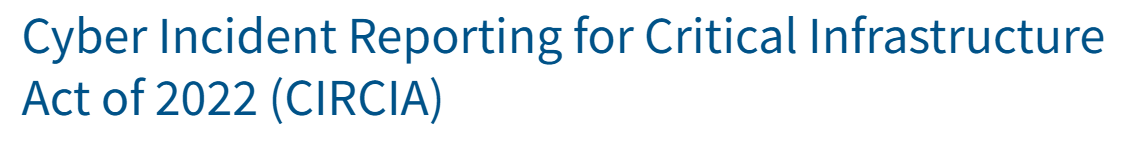 Cyber Incident Reporting for Critical Infrastructure
Act of 2022 (CIRCIA)